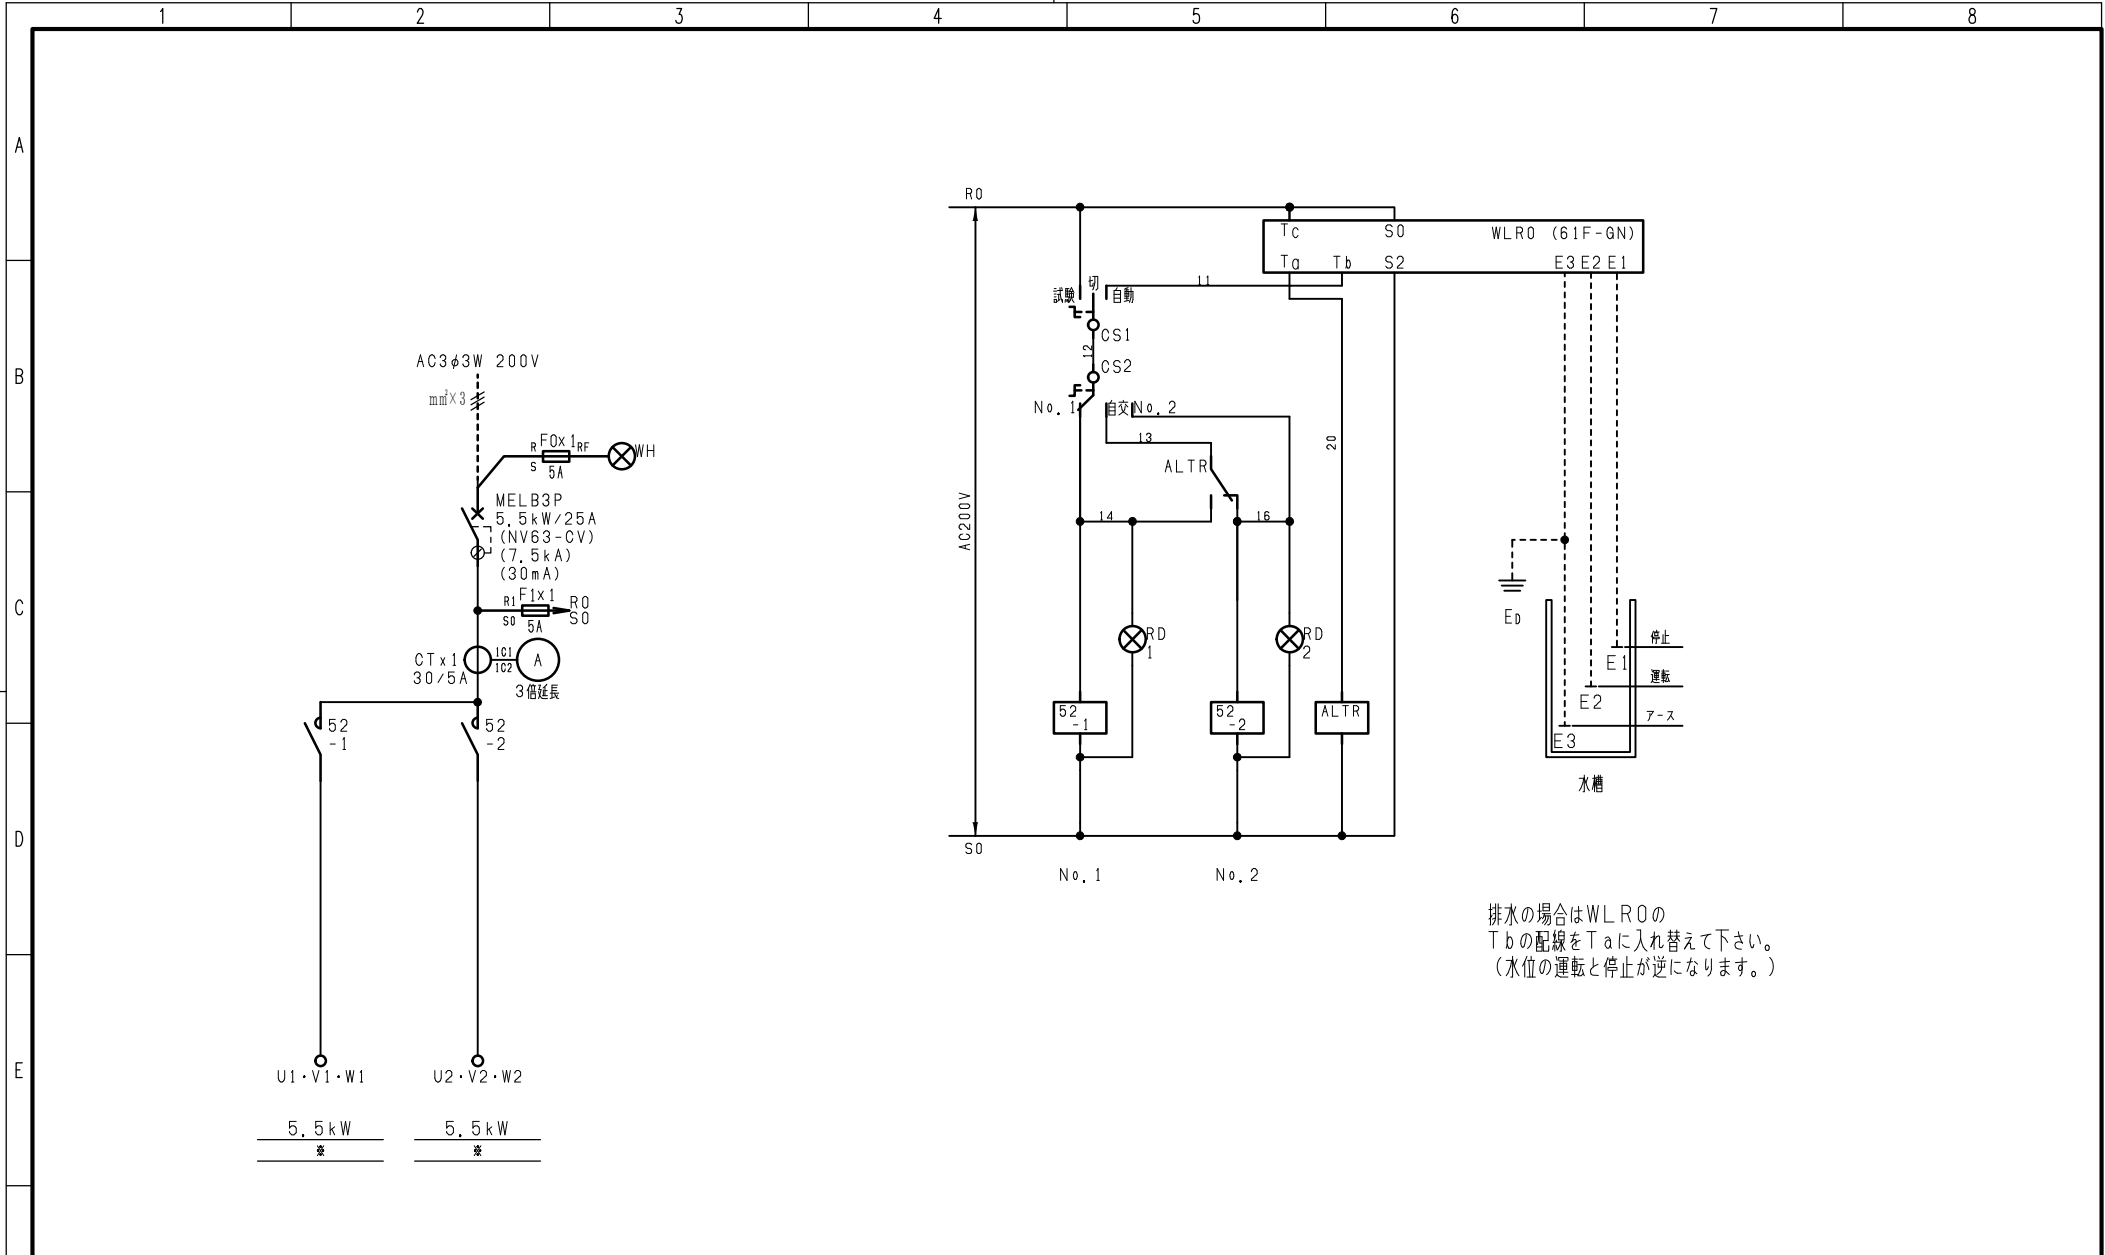 1 2 3 4 5 6 7 8
A
B
C
D
E
AC3φ3W 200V
mm²×3
R F0x1 RF
S 5A
WH
MELB3P
5.5kW/25A
(NV63-CV)
(7.5kA)
(30mA)
R1 F1x1 R0
S0 5A S0
CTx1
30/5A
1C1
1C2
A
3倍延長
52
-1
52
-2
U1・V1・W1
U2・V2・W2
5.5kW
※
5.5kW
※
R0
AC200V
S0
Tc S0 WLR0 (61F-GN)
Ta Tb S2 E3 E2 E1
試験 切 自動
11
CS1
12
CS2
No.1 自交 No.2
13
ALTR
20
14
16
RD
1
RD
2
52
-1
52
-2
ALTR
No.1
No.2
ED
停止
E1
運転
E2
アース
E3
水槽
排水の場合はWLR0の
Tbの配線をTaに入れ替えて下さい。
(水位の運転と停止が逆になります。)